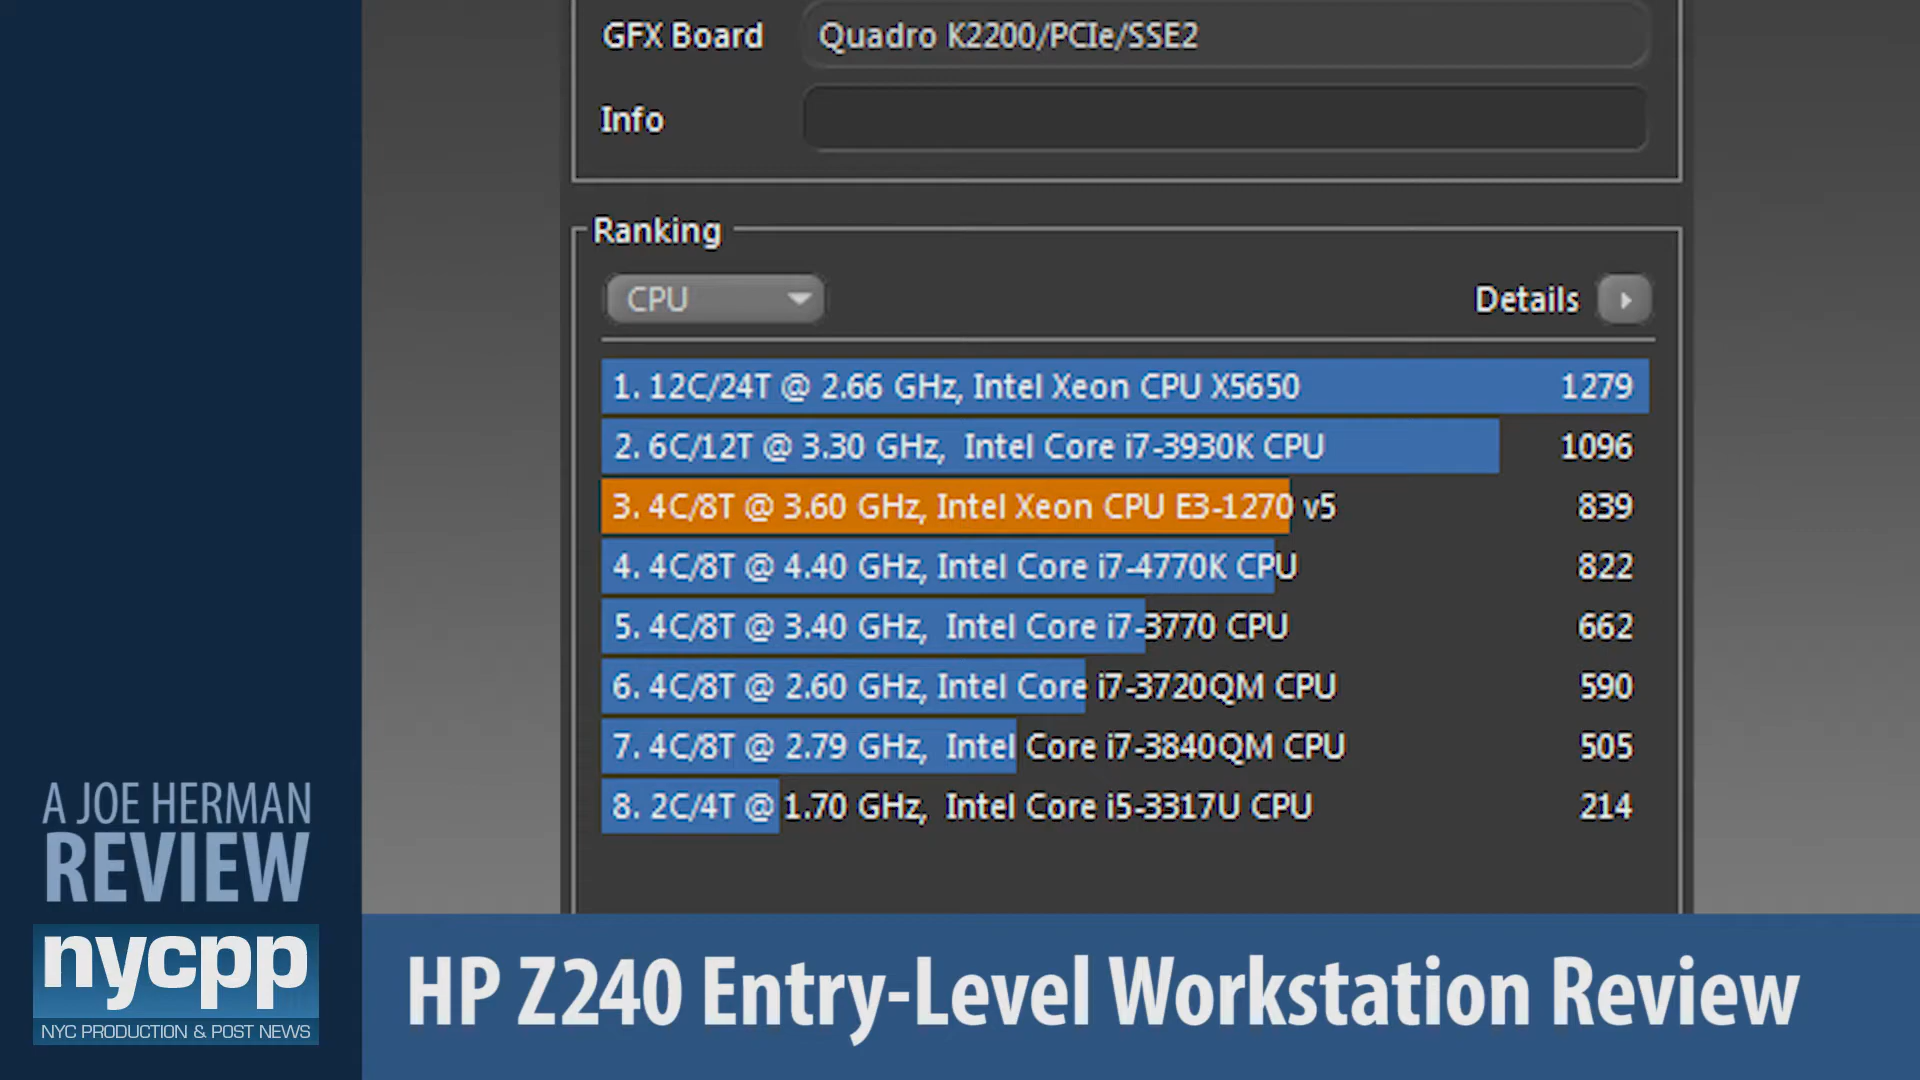 GFX Board Quadro K2200/PCIe/SSE2
Info
Ranking
CPU Details
1. 12C/24T @ 2.66 GHz, Intel Xeon CPU X5650 1279
2. 6C/12T @ 3.30 GHz,  Intel Core i7-3930K CPU 1096
3. 4C/8T @ 3.60 GHz, Intel Xeon CPU E3-1270 v5 839
4. 4C/8T @ 4.40 GHz, Intel Core i7-4770K CPU 822
5. 4C/8T @ 3.40 GHz,  Intel Core i7-3770 CPU 662
6. 4C/8T @ 2.60 GHz, Intel Core i7-3720QM CPU 590
7. 4C/8T @ 2.79 GHz,  Intel Core i7-3840QM CPU 505
8. 2C/4T @ 1.70 GHz,  Intel Core i5-3317U CPU 214
A JOE HERMAN
REVIEW
nycpp
NYC PRODUCTION & POST NEWS
HP Z240 Entry-Level Workstation Review